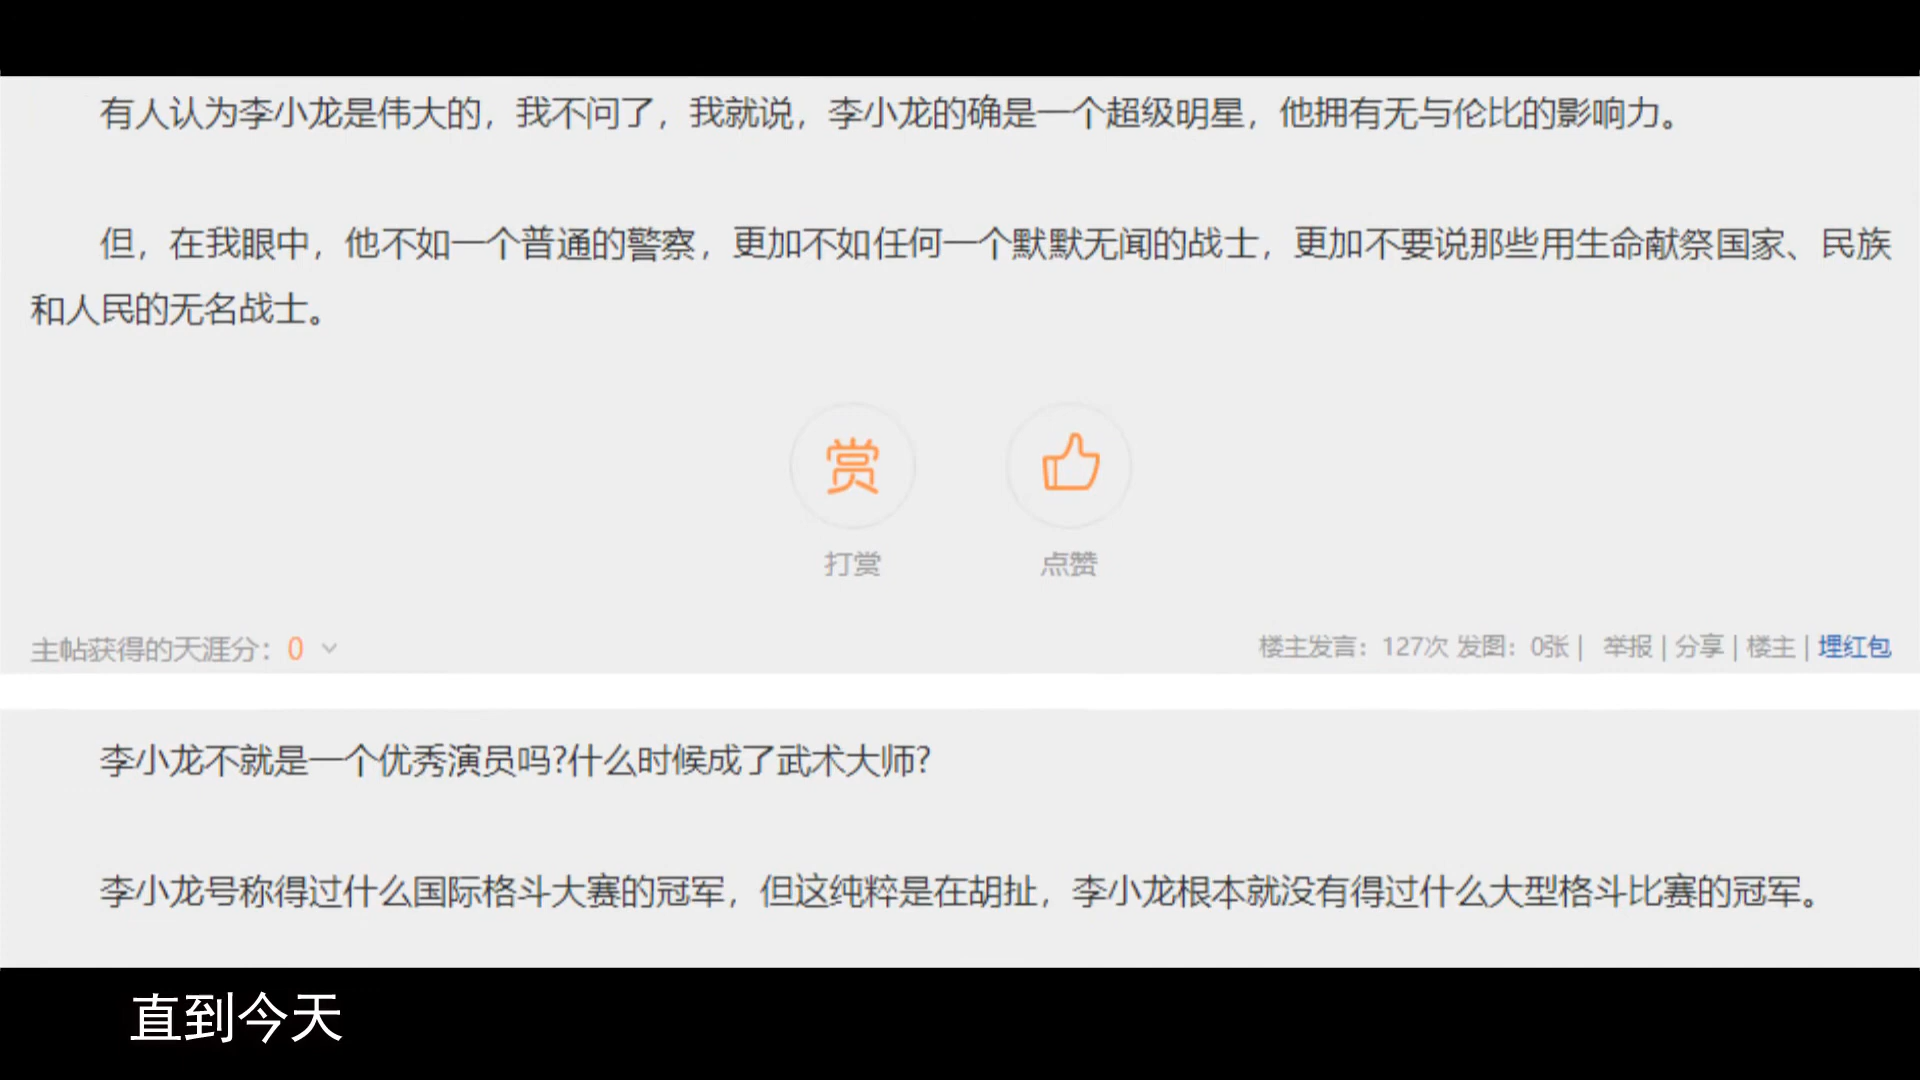 有人认为李小龙是伟大的，我不问了，我就说，李小龙的确是一个超级明星，他拥有无与伦比的影响力。
但，在我眼中，他不如一个普通的警察，更加不如任何一个默默无闻的战士，更加不要说那些用生命献祭国家、民族
和人民的无名战士。
赏
打赏 点赞
主帖获得的天涯分：0
楼主发言：127次 发图：0张 | 举报 | 分享 | 楼主 | 埋红包
李小龙不就是一个优秀演员吗?什么时候成了武术大师?
李小龙号称得过什么国际格斗大赛的冠军，但这纯粹是在胡扯，李小龙根本就没有得过什么大型格斗比赛的冠军。
直到今天